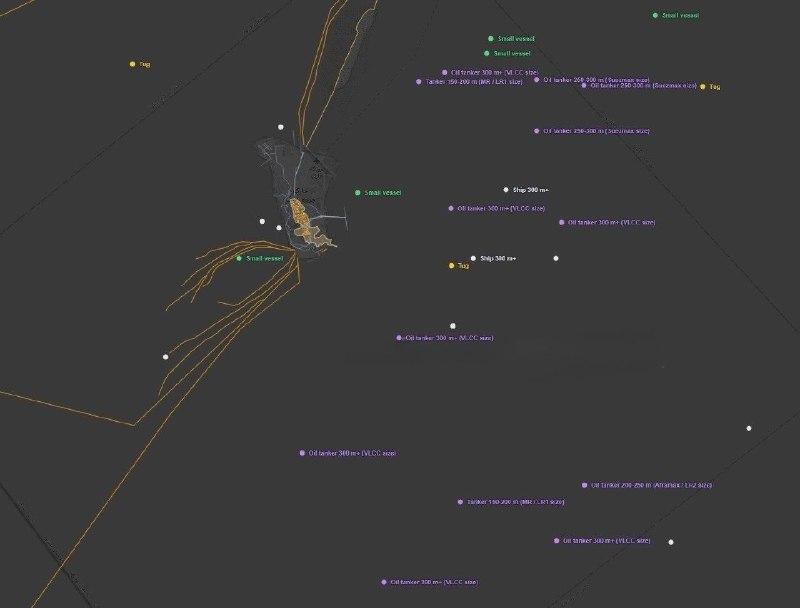 Small vessel
Small vessel
Small vessel
Tug
Oil tanker 300 m+ (VLCC size)
Tanker 150-200 m (MR / LR1 size)
Oil tanker 250-300 m (Suezmax size)
Oil tanker 250-300 m (Suezmax size)
Tug
Oil tanker 250-300 m (Suezmax size)
Ship 300 m+
Small vessel
Oil tanker 300 m+ (VLCC size)
Oil tanker 300 m+ (VLCC size)
Small vessel
Ship 300 m+
Tug
Oil tanker 300 m+ (VLCC size)
Oil tanker 300 m+ (VLCC size)
Oil tanker 200-250 m (Aframax / LR2 size)
Tanker 150-200 m (MR / LR1 size)
Oil tanker 300 m+ (VLCC size)
Oil tanker 300 m+ (VLCC size)